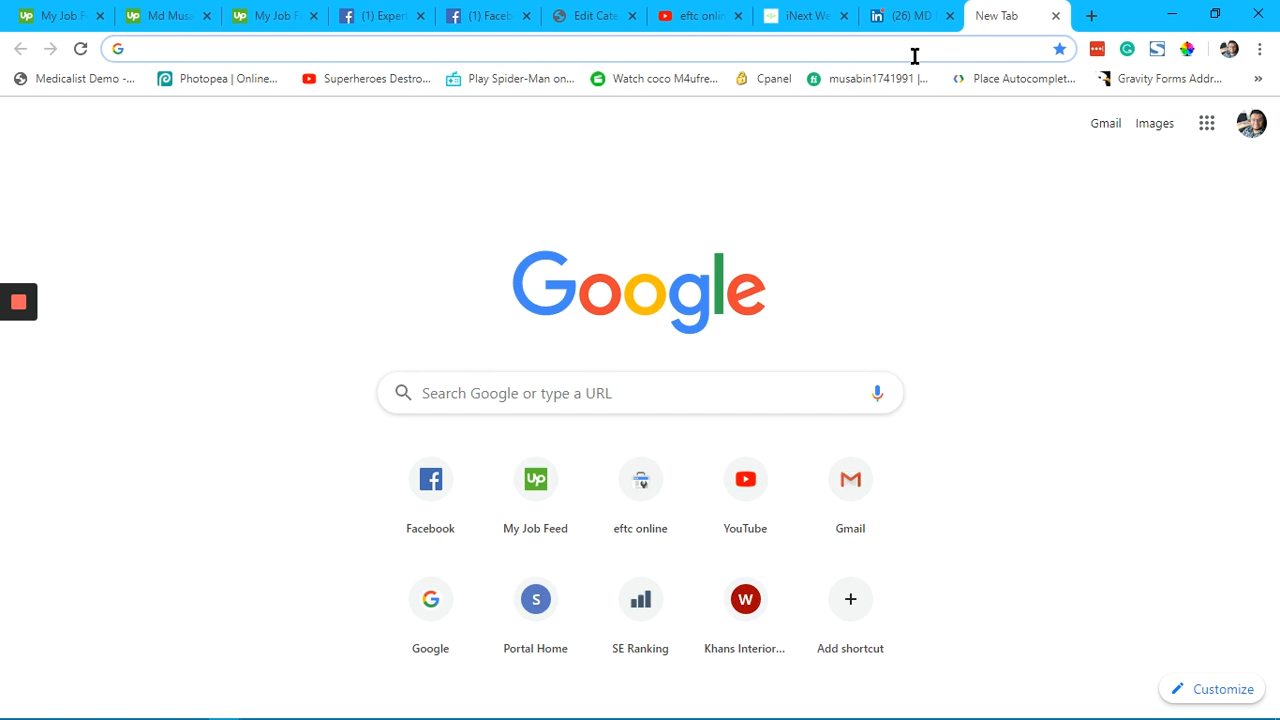 My Job F
Md Musa
My Job F
(1) Exper
(1) Faceb
Edit Cate
eftc onlin
iNext We
(26) MD
New Tab
Medicalist Demo -...
Photopea | Online...
Superheroes Destro...
Play Spider-Man on...
Watch coco M4ufre...
Cpanel
musabin1741991 |...
Place Autocomplet...
Gravity Forms Addr...
»
Gmail
Images
Google
Search Google or type a URL
Facebook
My Job Feed
eftc online
YouTube
Gmail
Google
Portal Home
SE Ranking
Khans Interior...
Add shortcut
Customize